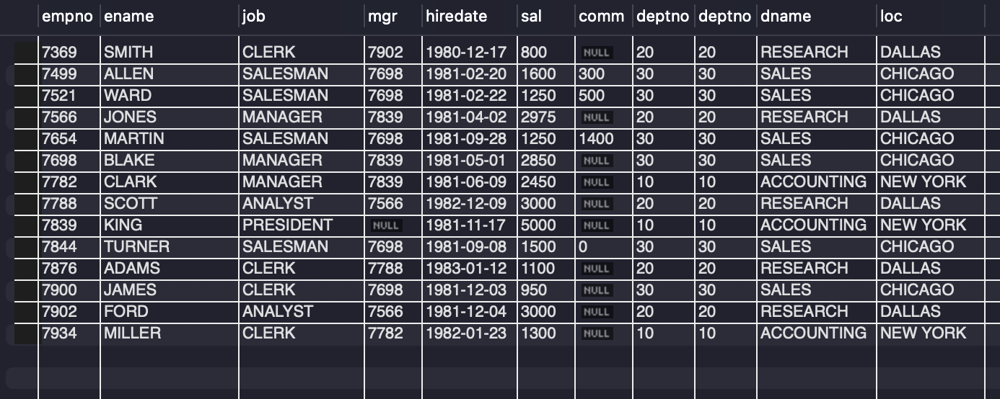 empno ename job mgr hiredate sal comm deptno deptno dname loc
7369 SMITH CLERK 7902 1980-12-17 800 NULL 20 20 RESEARCH DALLAS
7499 ALLEN SALESMAN 7698 1981-02-20 1600 300 30 30 SALES CHICAGO
7521 WARD SALESMAN 7698 1981-02-22 1250 500 30 30 SALES CHICAGO
7566 JONES MANAGER 7839 1981-04-02 2975 NULL 20 20 RESEARCH DALLAS
7654 MARTIN SALESMAN 7698 1981-09-28 1250 1400 30 30 SALES CHICAGO
7698 BLAKE MANAGER 7839 1981-05-01 2850 NULL 30 30 SALES CHICAGO
7782 CLARK MANAGER 7839 1981-06-09 2450 NULL 10 10 ACCOUNTING NEW YORK
7788 SCOTT ANALYST 7566 1982-12-09 3000 NULL 20 20 RESEARCH DALLAS
7839 KING PRESIDENT NULL 1981-11-17 5000 NULL 10 10 ACCOUNTING NEW YORK
7844 TURNER SALESMAN 7698 1981-09-08 1500 0 30 30 SALES CHICAGO
7876 ADAMS CLERK 7788 1983-01-12 1100 NULL 20 20 RESEARCH DALLAS
7900 JAMES CLERK 7698 1981-12-03 950 NULL 30 30 SALES CHICAGO
7902 FORD ANALYST 7566 1981-12-04 3000 NULL 20 20 RESEARCH DALLAS
7934 MILLER CLERK 7782 1982-01-23 1300 NULL 10 10 ACCOUNTING NEW YORK